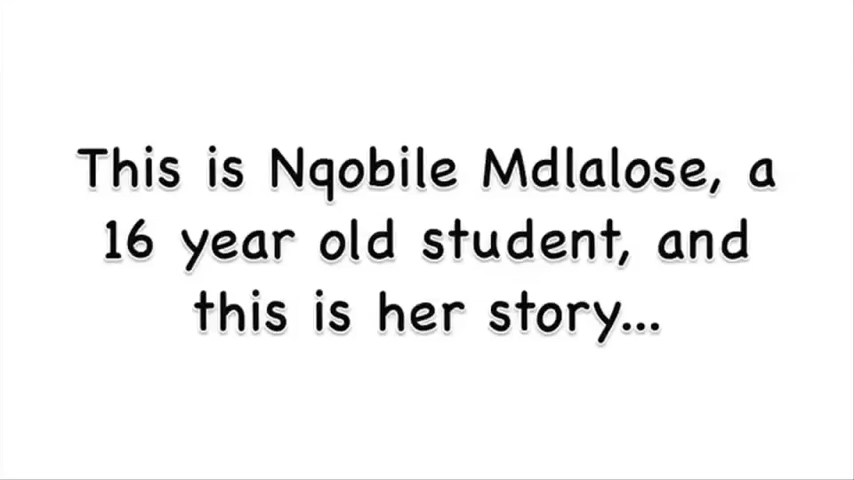 This is Nqobile Mdlalose, a
16 year old student, and
this is her story...